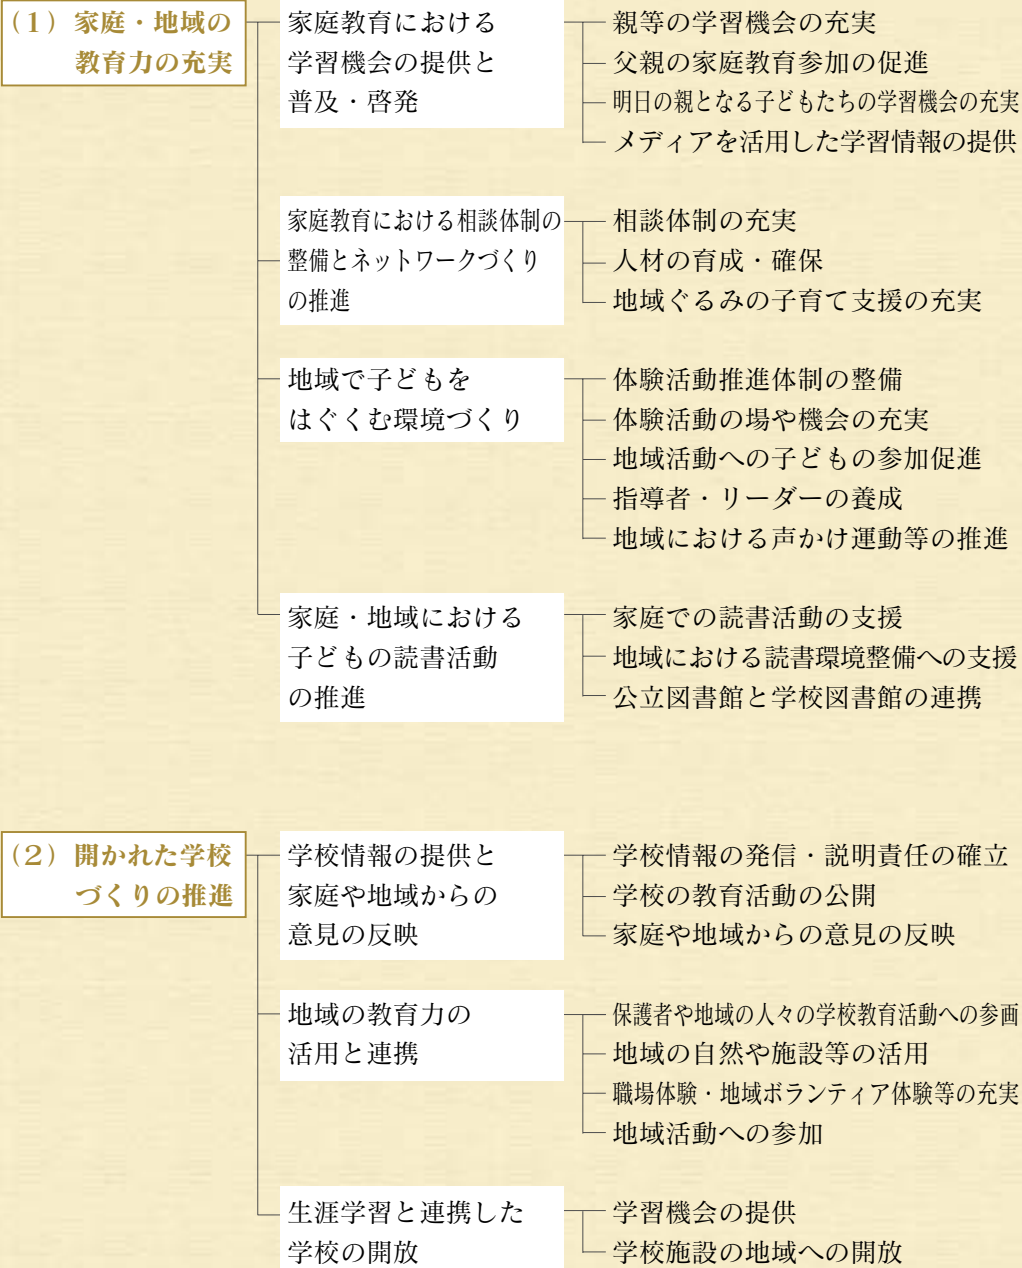 (1) 家庭・地域の
教育力の充実
家庭教育における
学習機会の提供と
普及・啓発
親等の学習機会の充実
父親の家庭教育参加の促進
明日の親となる子どもたちの学習機会の充実
メディアを活用した学習情報の提供
家庭教育における相談体制の
整備とネットワークづくり
の推進
相談体制の充実
人材の育成・確保
地域ぐるみの子育て支援の充実
地域で子どもを
はぐくむ環境づくり
体験活動推進体制の整備
体験活動の場や機会の充実
地域活動への子どもの参加促進
指導者・リーダーの養成
地域における声かけ運動等の推進
家庭・地域における
子どもの読書活動
の推進
家庭での読書活動の支援
地域における読書環境整備への支援
公立図書館と学校図書館の連携
(2) 開かれた学校
づくりの推進
学校情報の提供と
家庭や地域からの
意見の反映
学校情報の発信・説明責任の確立
学校の教育活動の公開
家庭や地域からの意見の反映
地域の教育力の
活用と連携
保護者や地域の人々の学校教育活動への参画
地域の自然や施設等の活用
職場体験・地域ボランティア体験等の充実
地域活動への参加
生涯学習と連携した
学校の開放
学習機会の提供
学校施設の地域への開放